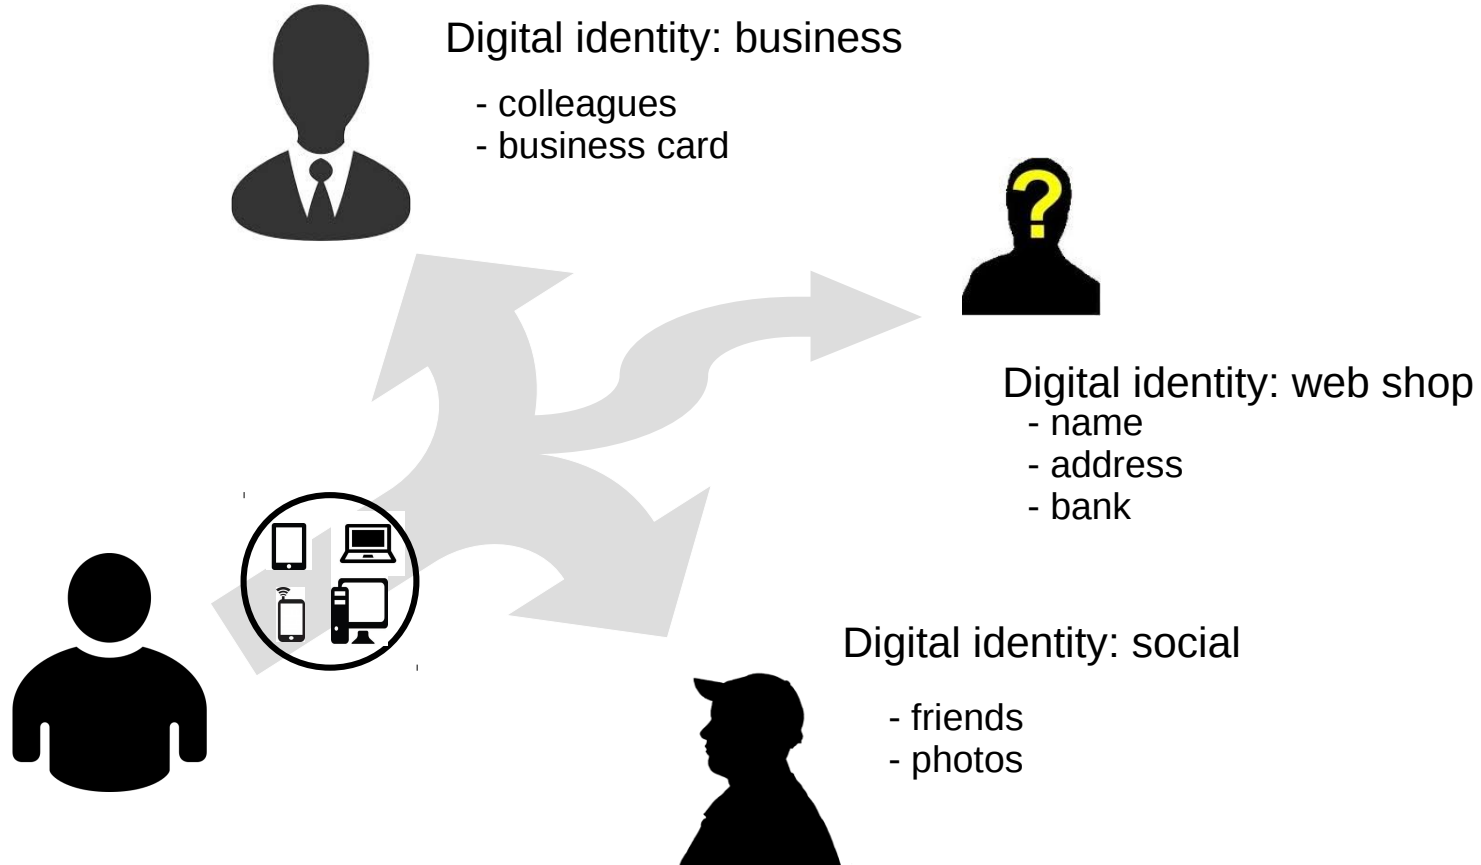 Digital identity: business
- colleagues
- business card
?
Digital identity: web shop
- name
- address
- bank
Digital identity: social
- friends
- photos